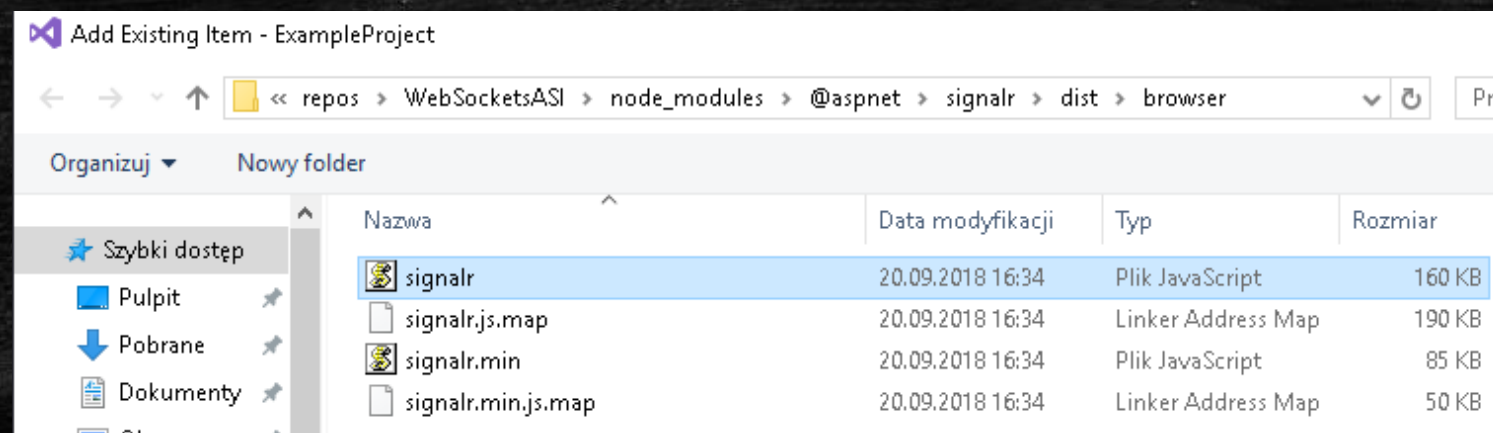 Add Existing Item - ExampleProject
« repos > WebSocketsASI > node_modules > @aspnet > signalr > dist > browser
Organizuj Nowy folder
Nazwa Data modyfikacji Typ Rozmiar
Szybki dostęp
Pulpit
Pobrane
Dokumenty
signalr 20.09.2018 16:34 Plik JavaScript 160 KB
signalr.js.map 20.09.2018 16:34 Linker Address Map 190 KB
signalr.min 20.09.2018 16:34 Plik JavaScript 85 KB
signalr.min.js.map 20.09.2018 16:34 Linker Address Map 50 KB